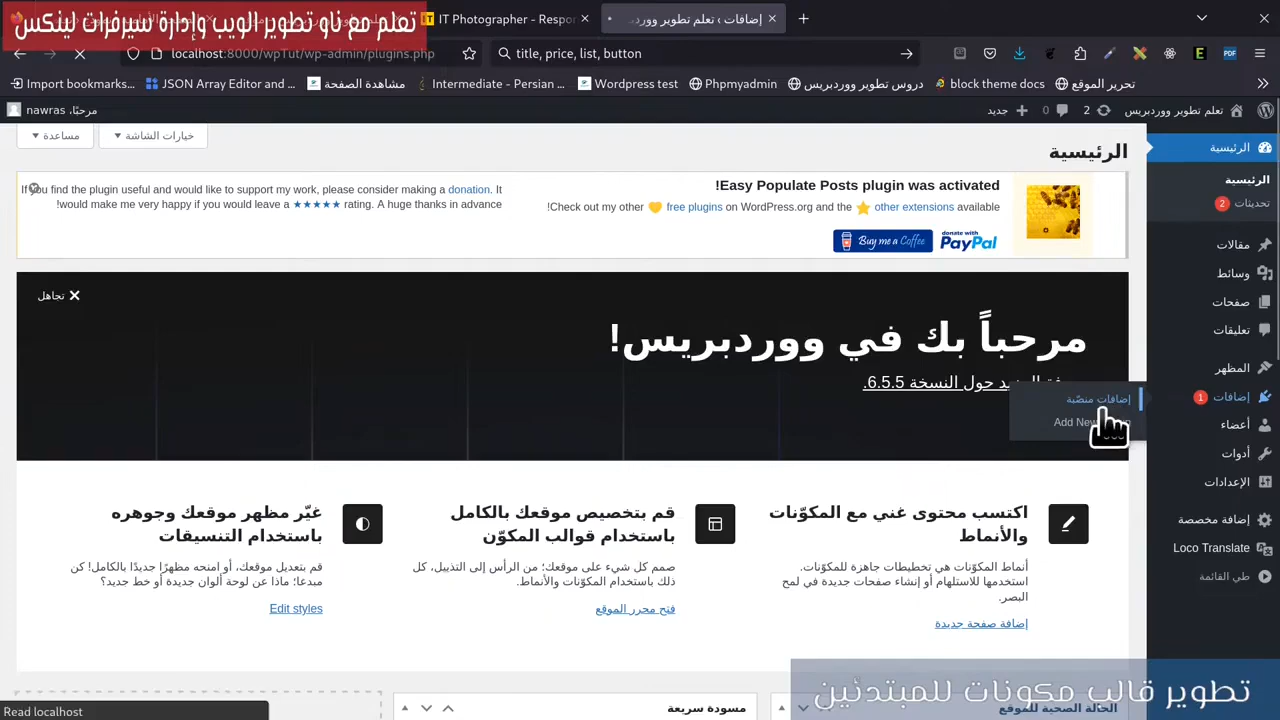 تعلم مع ناو تطوير الويب وإدارة سيرفرات لينكس
IT Photographer - Respor
إضافات ‹ تعلم تطوير ووردبريس
localhost:8000/wpTut/wp-admin/plugins.php
title, price, list, button
Import bookmarks...
JSON Array Editor and ...
مشاهدة الصفحة
Intermediate - Persian ...
Wordpress test
Phpmyadmin
دروس تطوير ووردبريس
block theme docs
تحرير الموقع
مرحبًا، nawras
جديد
0
2
تعلم تطوير ووردبريس
مساعدة
خيارات الشاشة
الرئيسية
If you find the plugin useful and would like to support my work, please consider making a donation. It
would make me very happy if you would leave a ★★★★★ rating. A huge thanks in advance!
Easy Populate Posts plugin was activated!
Check out my other free plugins on WordPress.org and the other extensions available!
Buy me a Coffee
donate with
PayPal
تجاهل
مرحباً بك في ووردبريس!
حول النسخة 6.5.5.
إضافات منصّبة
Add New
اكتسب محتوى غني مع المكوّنات
والأنماط
أنماط المكوّنات هي تخطيطات جاهزة للمكوّنات.
استخدمها للاستلهام أو إنشاء صفحات جديدة في لمح
البصر.
إضافة صفحة جديدة
قم بتخصيص موقعك بالكامل
باستخدام قوالب المكوّن
صمم كل شيء على موقعك؛ من الرأس إلى التذييل، كل
ذلك باستخدام المكوّنات والأنماط.
فتح محرر الموقع
غيّر مظهر موقعك وجوهره
باستخدام التنسيقات
قم بتعديل موقعك، أو امنحه مظهرًا جديدًا بالكامل! كن
مبدعا؛ ماذا عن لوحة ألوان جديدة أو خط جديد؟
Edit styles
الرئيسية
الرئيسية
تحديثات 2
مقالات
وسائط
صفحات
تعليقات
المظهر
إضافات 1
أعضاء
أدوات
الإعدادات
إضافة مخصصة
Loco Translate
طي القائمة
الحالة الصحية للموقع
مسودة سريعة
Read localhost
تطوير قالب مكونات للمبتدئين